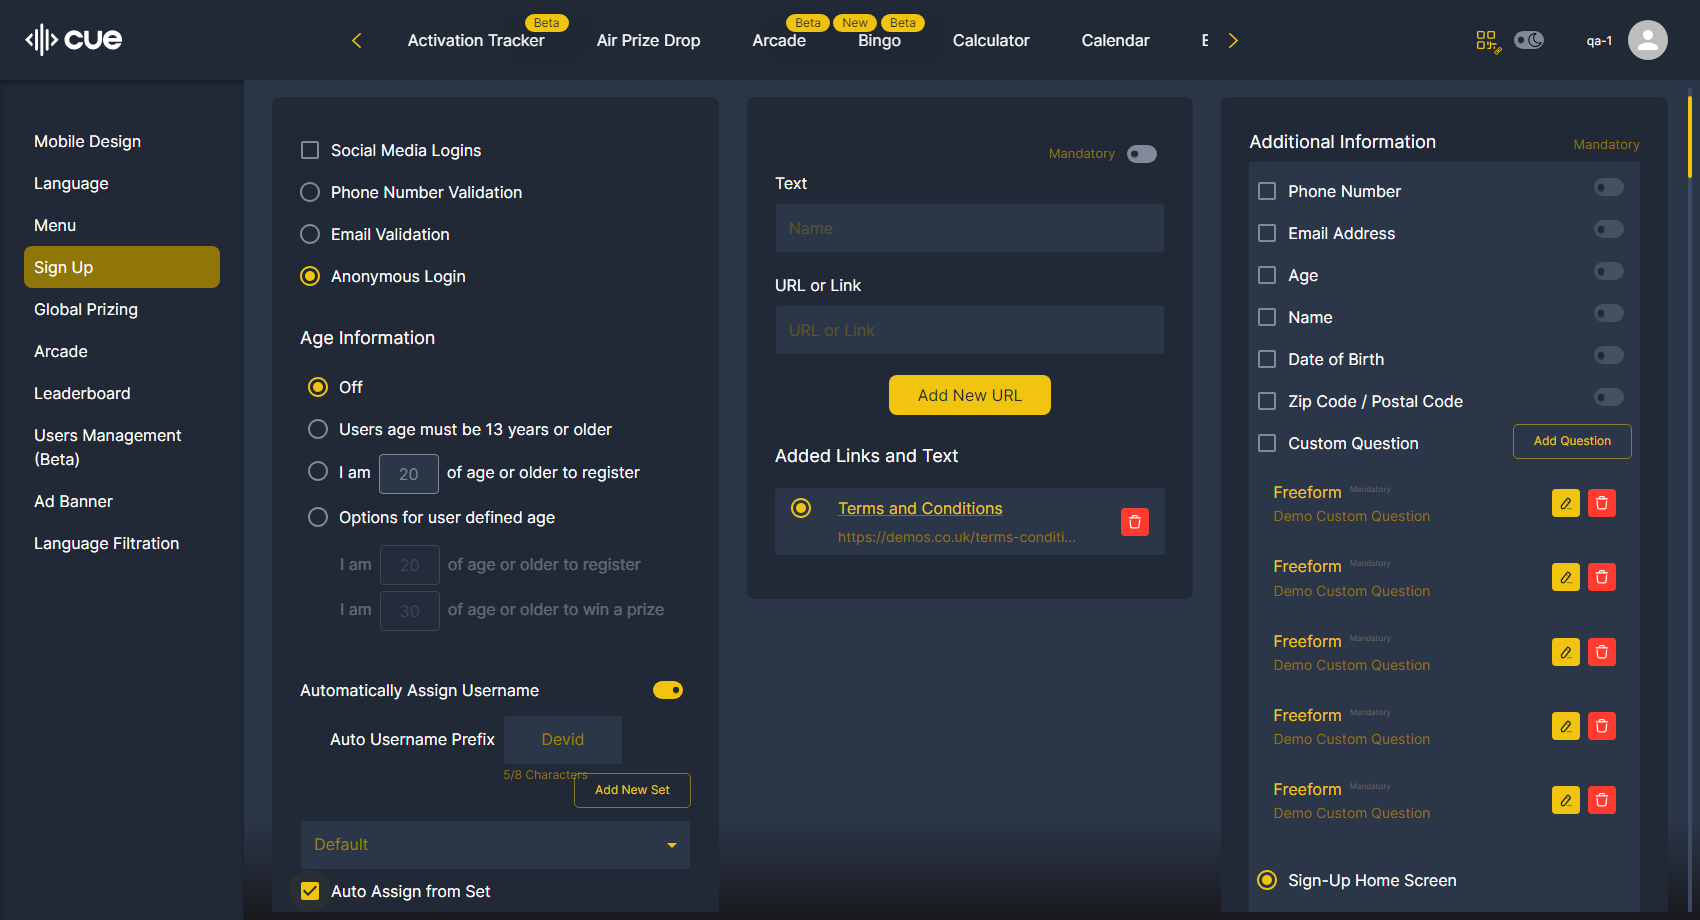 cue
Activation Tracker
Beta
Air Prize Drop
Arcade
Beta
Bingo
New
Beta
Calculator
Calendar
qa-1
Mobile Design
Language
Menu
Sign Up
Global Prizing
Arcade
Leaderboard
Users Management
(Beta)
Ad Banner
Language Filtration
Social Media Logins
Phone Number Validation
Email Validation
Anonymous Login
Age Information
Off
Users age must be 13 years or older
I am 20 of age or older to register
Options for user defined age
I am 20 of age or older to register
I am 30 of age or older to win a prize
Automatically Assign Username
Auto Username Prefix Devid
5/8 Characters
Add New Set
Default
Auto Assign from Set
Mandatory
Text
Name
URL or Link
URL or Link
Add New URL
Added Links and Text
Terms and Conditions
https://demos.co.uk/terms-conditi...
Additional Information Mandatory
Phone Number
Email Address
Age
Name
Date of Birth
Zip Code / Postal Code
Custom Question Add Question
Freeform Mandatory
Demo Custom Question
Freeform Mandatory
Demo Custom Question
Freeform Mandatory
Demo Custom Question
Freeform Mandatory
Demo Custom Question
Freeform Mandatory
Demo Custom Question
Sign-Up Home Screen